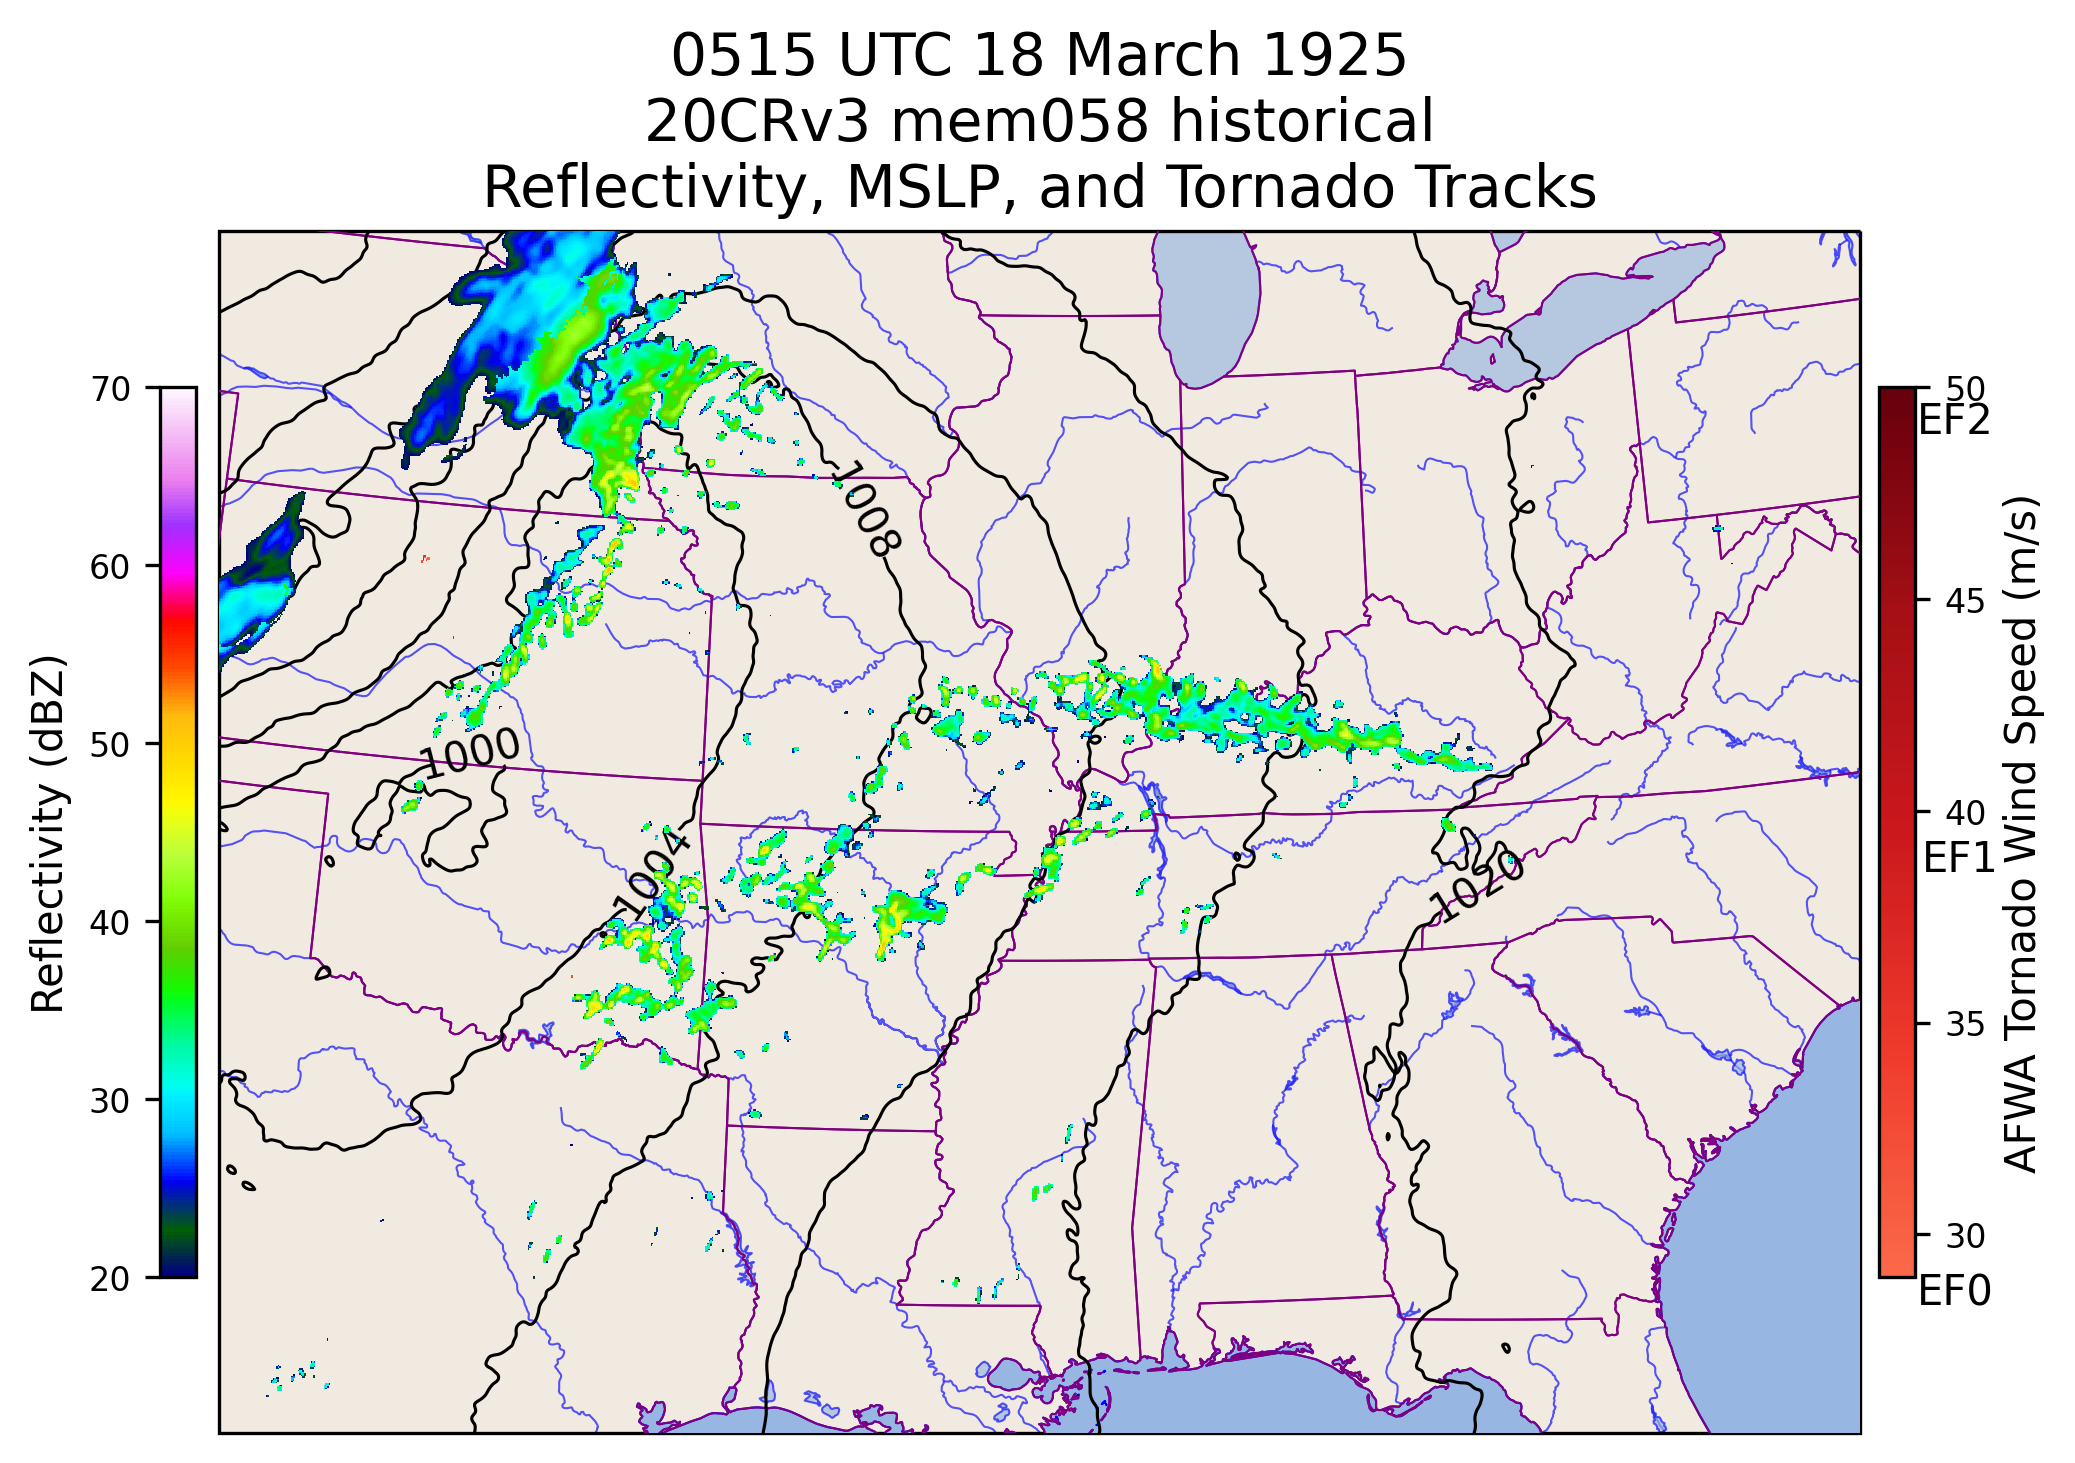 0515 UTC 18 March 1925
20CRv3 mem058 historical
Reflectivity, MSLP, and Tornado Tracks
70
60
50
40
30
20
Reflectivity (dBZ)
1008
1000
1004
1020
50
EF2
45
40
EF1
35
30
EF0
AFWA Tornado Wind Speed (m/s)